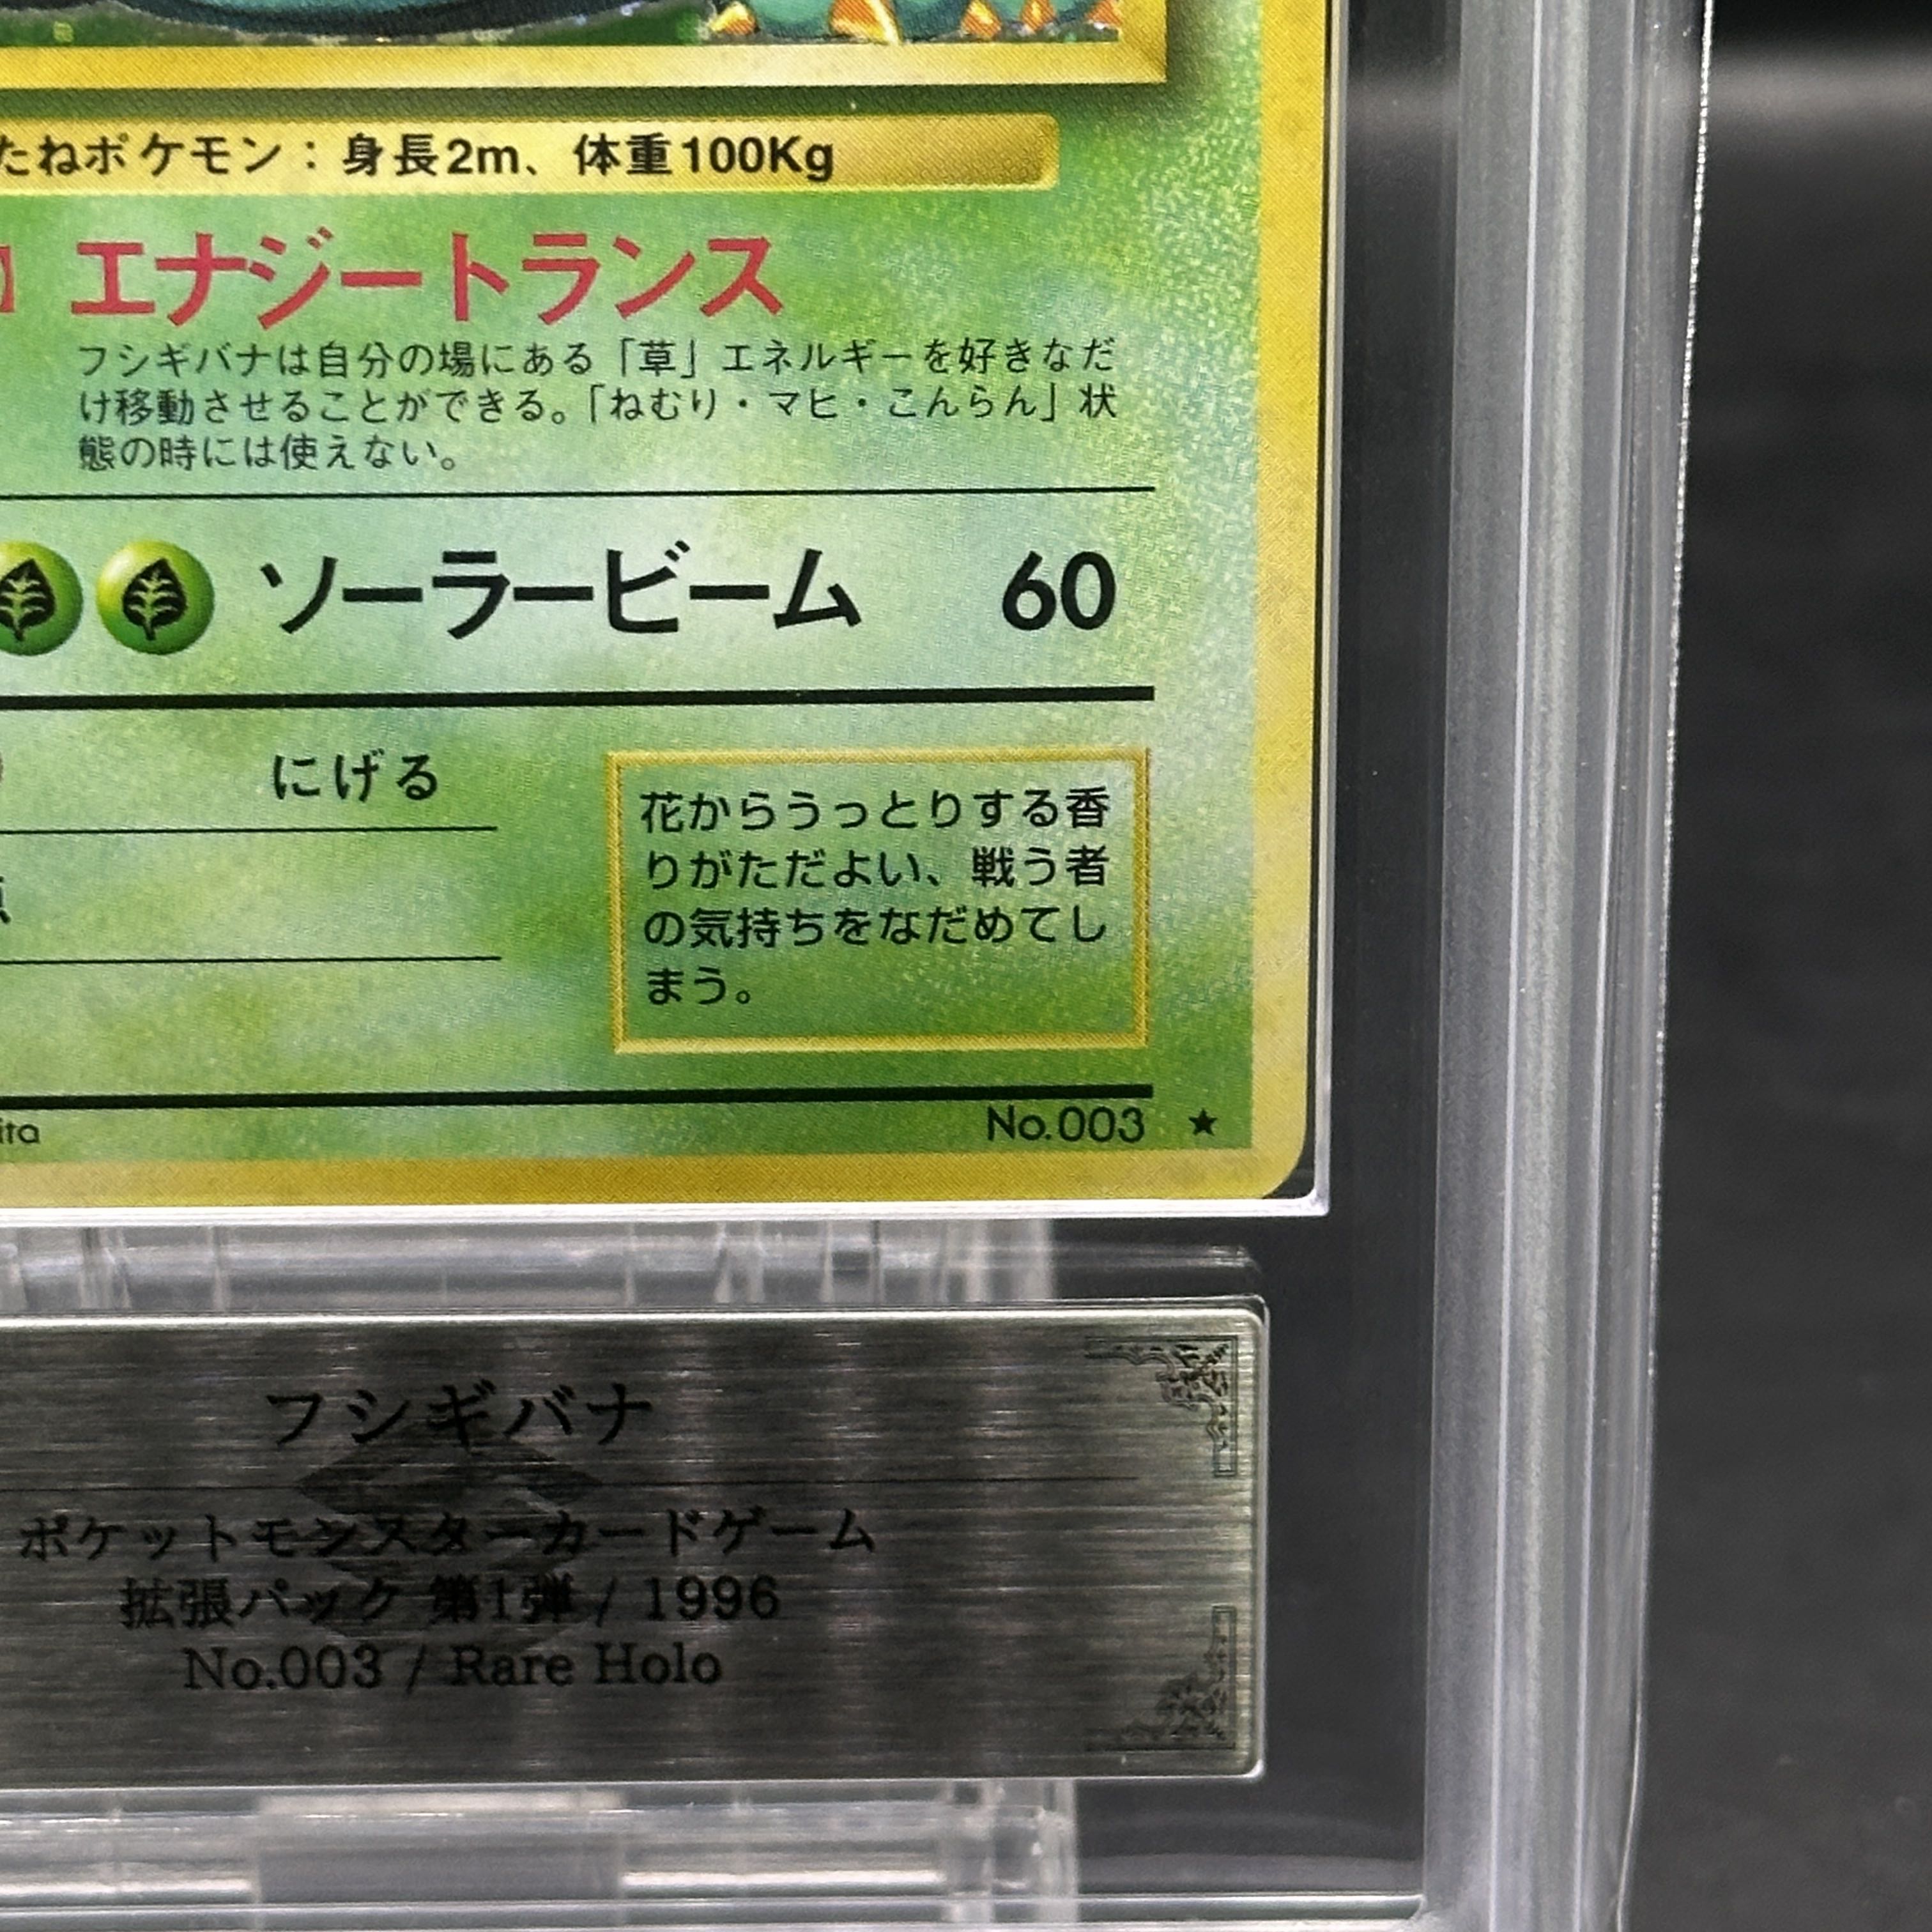 たねポケモン：身長2m、体重100Kg
】エナジートランス
フシギバナは自分の場にある「草」エネルギーを好きなだ
け移動させることができる。「ねむり・マヒ・こんらん」状
態の時には使えない。
ソーラービーム 60
にげる
花からうっとりする香
りがただよい、戦う者
の気持ちをなだめてし
まう。
ita No.003 ★
フシギバナ
ポケットモンスターカードゲーム
拡張パック 第1弾 / 1996
No.003 / Rare Holo